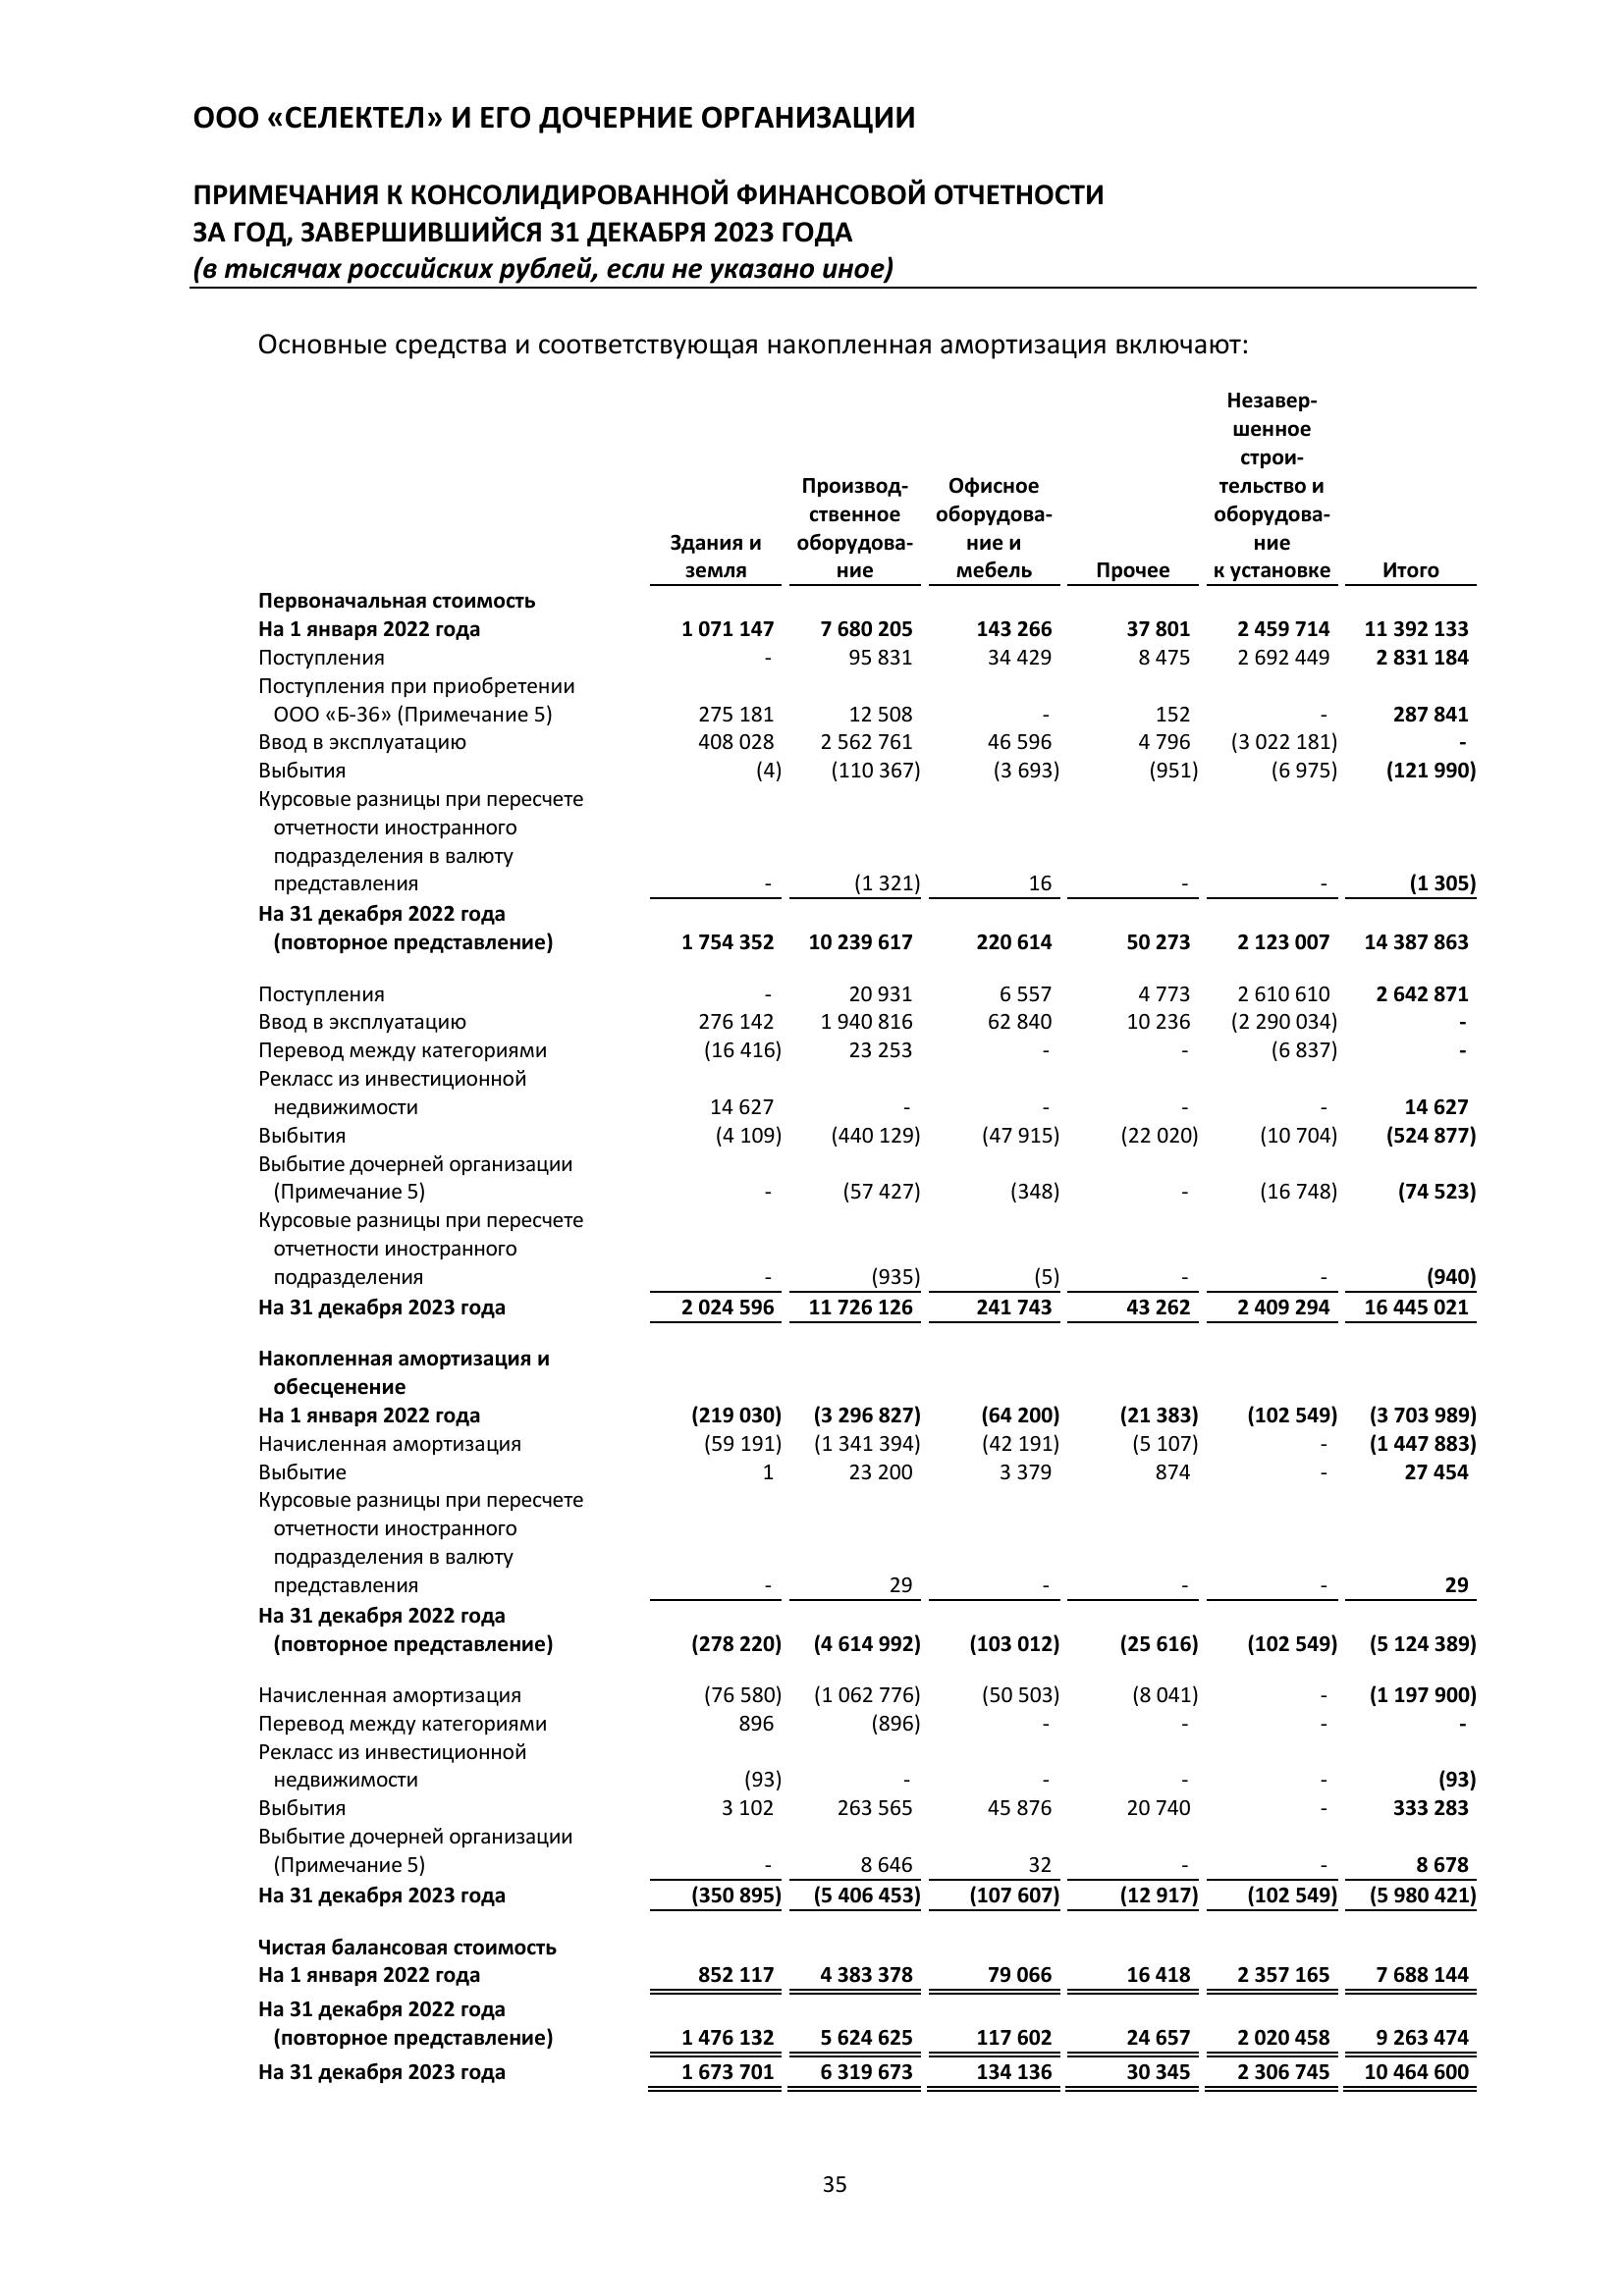 ООО «СЕЛЕКТЕЛ» И ЕГО ДОЧЕРНИЕ ОРГАНИЗАЦИИ
ПРИМЕЧАНИЯ К КОНСОЛИДИРОВАННОЙ ФИНАНСОВОЙ ОТЧЕТНОСТИ
ЗА ГОД, ЗАВЕРШИВШИЙСЯ 31 ДЕКАБРЯ 2023 ГОДА
(в тысячах российских рублей, если не указано иное)
Основные средства и соответствующая накопленная амортизация включают:
Незавер-
шенное
строи-
Производ- Офисное тельство и
ственное оборудова- оборудова-
Здания и оборудова- ние и ние
земля ние мебель Прочее к установке Итого
Первоначальная стоимость
На 1 января 2022 года 1 071 147 7 680 205 143 266 37 801 2 459 714 11 392 133
Поступления - 95 831 34 429 8 475 2 692 449 2 831 184
Поступления при приобретении
ООО «Б-36» (Примечание 5) 275 181 12 508 - 152 - 287 841
Ввод в эксплуатацию 408 028 2 562 761 46 596 4 796 (3 022 181) -
Выбытия (4) (110 367) (3 693) (951) (6 975) (121 990)
Курсовые разницы при пересчете
отчетности иностранного
подразделения в валюту
представления - (1 321) 16 - - (1 305)
На 31 декабря 2022 года
(повторное представление) 1 754 352 10 239 617 220 614 50 273 2 123 007 14 387 863
Поступления - 20 931 6 557 4 773 2 610 610 2 642 871
Ввод в эксплуатацию 276 142 1 940 816 62 840 10 236 (2 290 034) -
Перевод между категориями (16 416) 23 253 - - (6 837) -
Рекласс из инвестиционной
недвижимости 14 627 - - - - 14 627
Выбытия (4 109) (440 129) (47 915) (22 020) (10 704) (524 877)
Выбытие дочерней организации
(Примечание 5) - (57 427) (348) - (16 748) (74 523)
Курсовые разницы при пересчете
отчетности иностранного
подразделения - (935) (5) - - (940)
На 31 декабря 2023 года 2 024 596 11 726 126 241 743 43 262 2 409 294 16 445 021
Накопленная амортизация и
обесценение
На 1 января 2022 года (219 030) (3 296 827) (64 200) (21 383) (102 549) (3 703 989)
Начисленная амортизация (59 191) (1 341 394) (42 191) (5 107) - (1 447 883)
Выбытие 1 23 200 3 379 874 - 27 454
Курсовые разницы при пересчете
отчетности иностранного
подразделения в валюту
представления - 29 - - - 29
На 31 декабря 2022 года
(повторное представление) (278 220) (4 614 992) (103 012) (25 616) (102 549) (5 124 389)
Начисленная амортизация (76 580) (1 062 776) (50 503) (8 041) - (1 197 900)
Перевод между категориями 896 (896) - - - -
Рекласс из инвестиционной
недвижимости (93) - - - - (93)
Выбытия 3 102 263 565 45 876 20 740 - 333 283
Выбытие дочерней организации
(Примечание 5) - 8 646 32 - - 8 678
На 31 декабря 2023 года (350 895) (5 406 453) (107 607) (12 917) (102 549) (5 980 421)
Чистая балансовая стоимость
На 1 января 2022 года 852 117 4 383 378 79 066 16 418 2 357 165 7 688 144
На 31 декабря 2022 года
(повторное представление) 1 476 132 5 624 625 117 602 24 657 2 020 458 9 263 474
На 31 декабря 2023 года 1 673 701 6 319 673 134 136 30 345 2 306 745 10 464 600
35